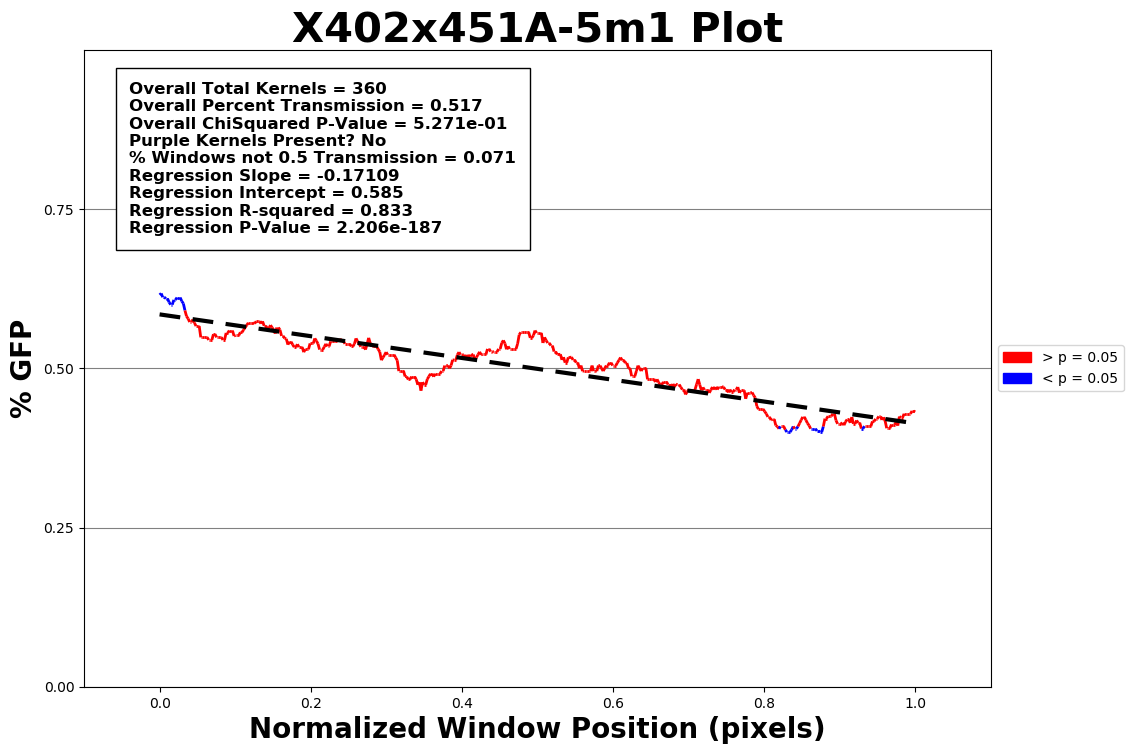 X402x451A-5m1 Plot
Overall Total Kernels = 360
Overall Percent Transmission = 0.517
Overall ChiSquared P-Value = 5.271e-01
Purple Kernels Present? No
% Windows not 0.5 Transmission = 0.071
Regression Slope = -0.17109
Regression Intercept = 0.585
Regression R-squared = 0.833
Regression P-Value = 2.206e-187
0.75
0.50
0.25
0.00
% GFP
> p = 0.05
< p = 0.05
0.0 0.2 0.4 0.6 0.8 1.0
Normalized Window Position (pixels)